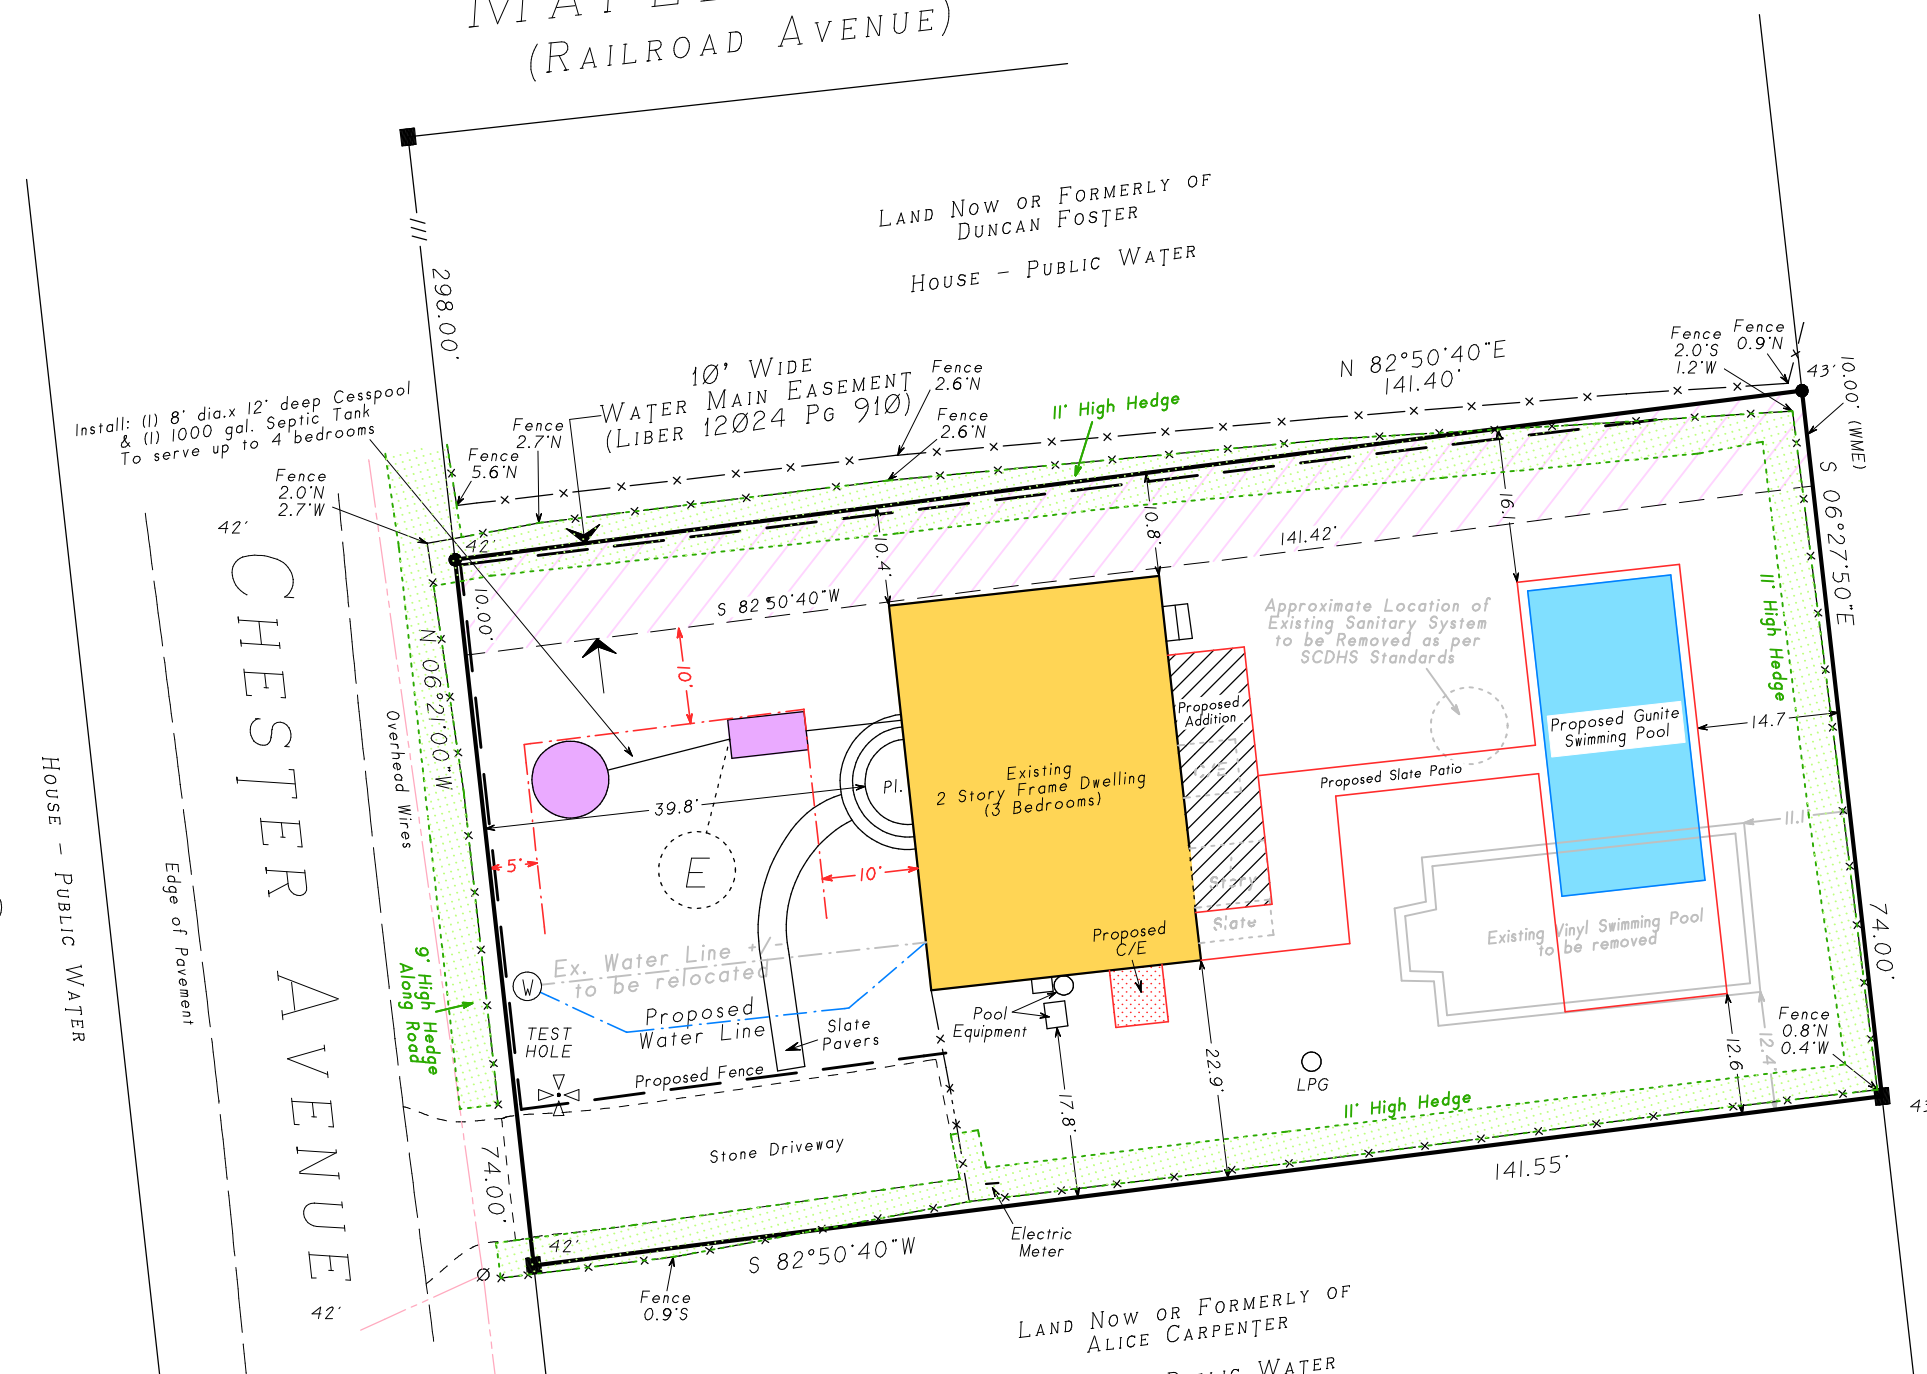 (RAILROAD AVENUE)
LAND NOW OR FORMERLY OF
DUNCAN FOSTER
HOUSE - PUBLIC WATER
298.00'
N 82°50'40"E
141.40'
Fence
2.0'S
1.2'W
Fence
0.9'N
43'
10.00' (WME)
10' WIDE
WATER MAIN EASEMENT
(LIBER 12024 PG 910)
Fence
2.6'N
Fence
2.6'N
11' High Hedge
Install: (1) 8' dia.x 12' deep Cesspool
& (1) 1000 gal. Septic Tank
To serve up to 4 bedrooms
Fence
2.7'N
Fence
5.6'N
Fence
2.0'N
2.7'W
42'
42'
10.00'
S 82°50'40"W
141.42'
10.4'
10.8'
16.1
S 06°27'50"E
N 06°21'00"W
10'
Approximate Location of
Existing Sanitary System
to be Removed as per
SCDHS Standards
11' High Hedge
CHESTER AVENUE
Overhead Wires
HOUSE - PUBLIC WATER
Edge of Pavement
Proposed
Addition
Proposed Gunite
Swimming Pool
14.7
Existing
2 Story Frame Dwelling
(3 Bedrooms)
Pl.
39.8'
C/E
Proposed Slate Patio
11.1
5'
10'
E
Story
Slate
Existing Vinyl Swimming Pool
to be removed
Proposed
C/E
Ex. Water Line +/-
to be relocated
W
Proposed
Water Line
Slate
Pavers
TEST
HOLE
Pool
Equipment
9' High Hedge
Along Road
Proposed Fence
LPG
22.9'
17.8'
12.6
12.4
Fence
0.8'N
0.4'W
74.00'
43'
11' High Hedge
Stone Driveway
74.00'
141.55'
Electric
Meter
42'
S 82°50'40"W
Fence
0.9'S
42'
LAND NOW OR FORMERLY OF
ALICE CARPENTER
WATER